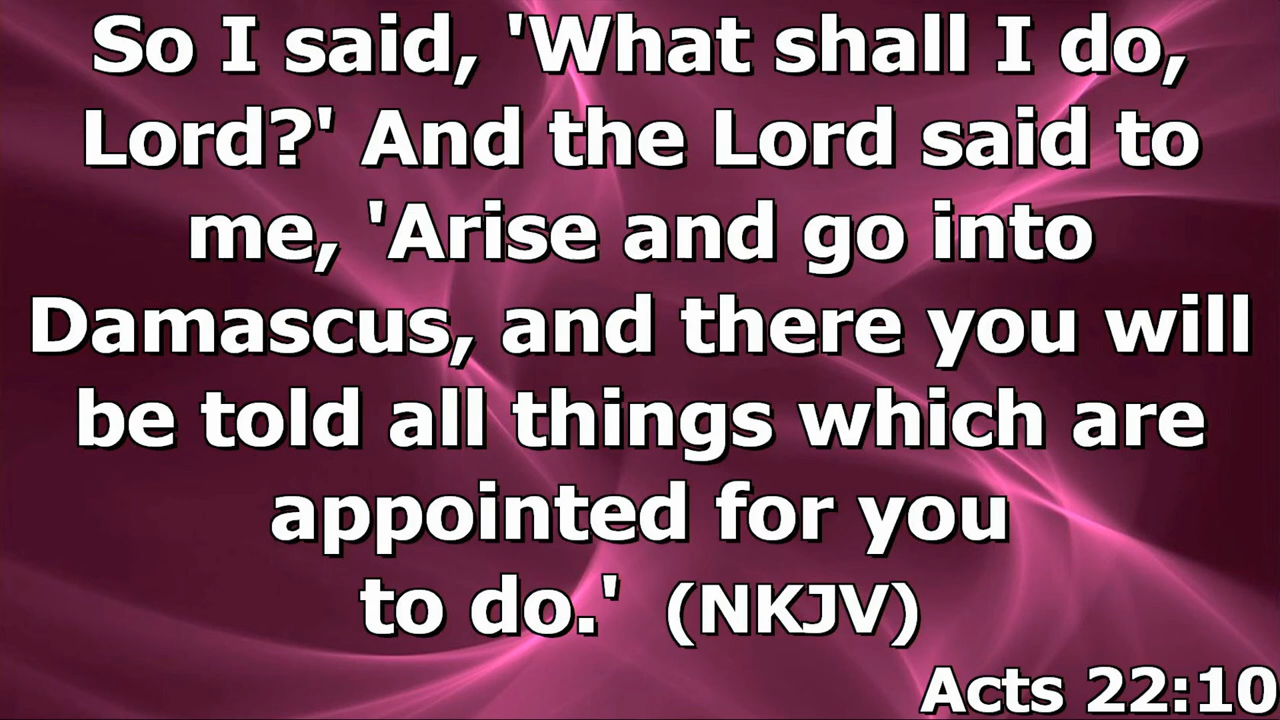 So I said, 'What shall I do,
Lord?' And the Lord said to
me, 'Arise and go into
Damascus, and there you will
be told all things which are
appointed for you
to do.' (NKJV)
Acts 22:10